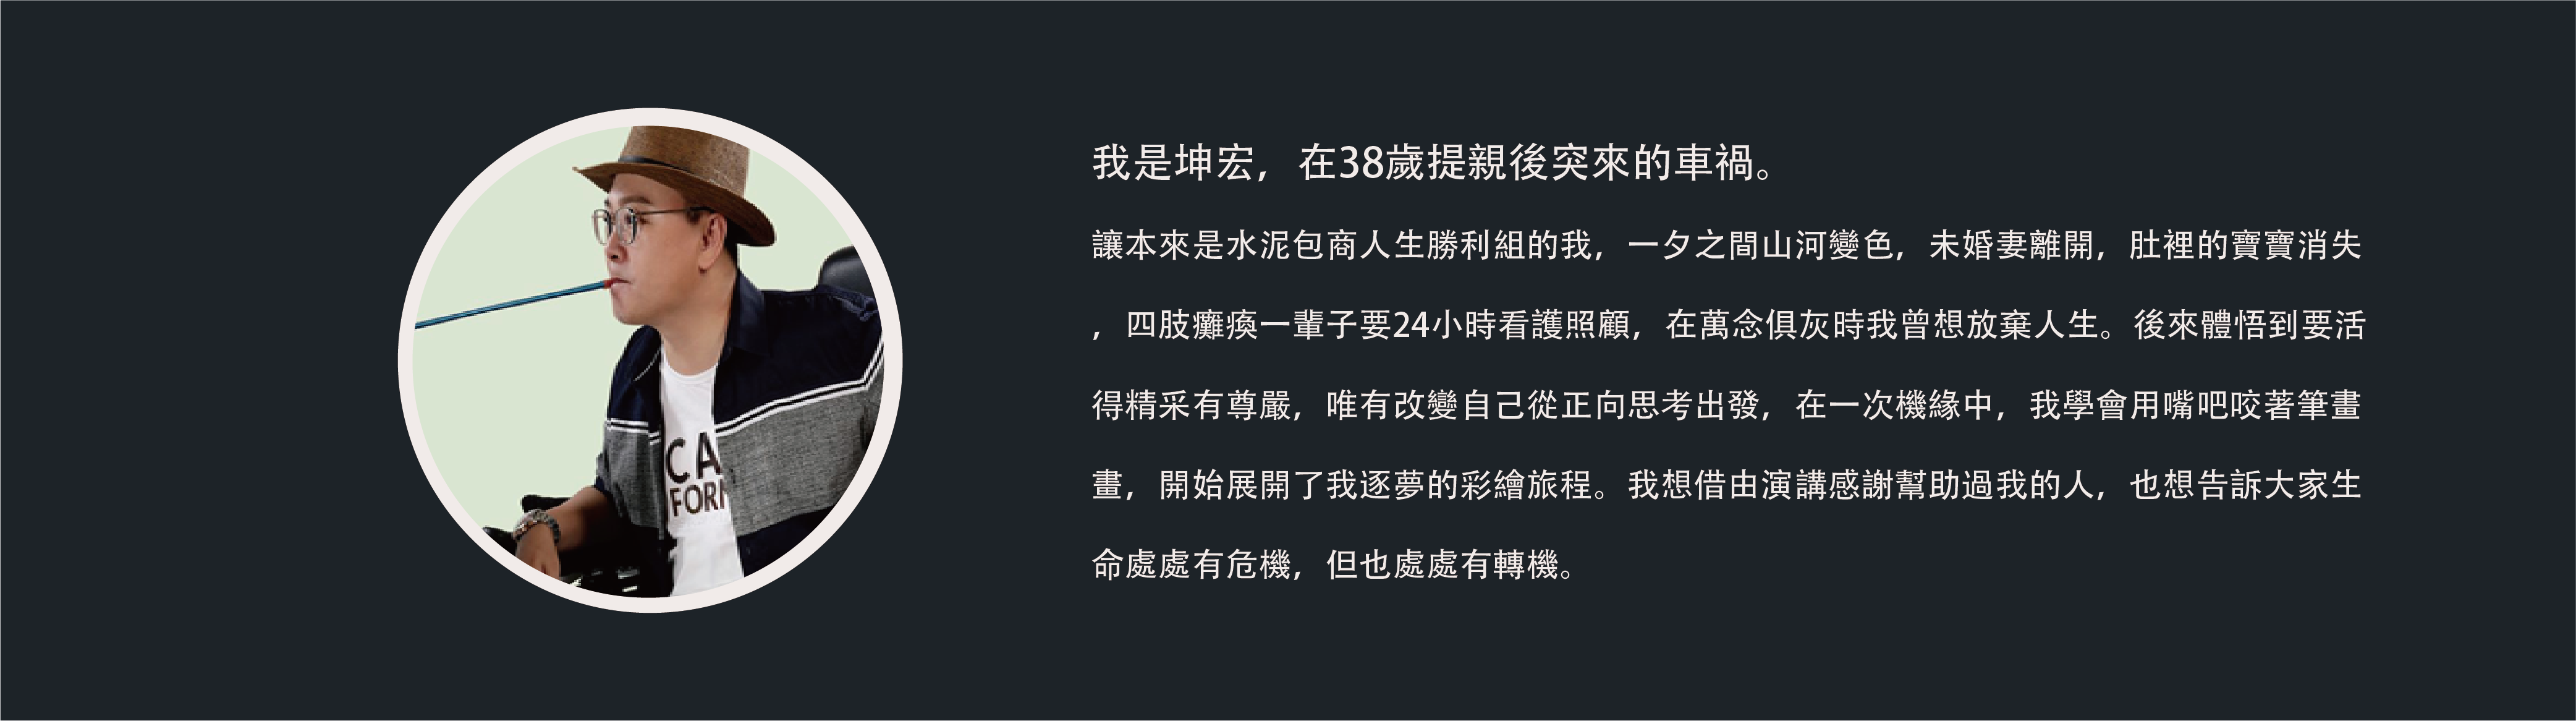 我是坤宏，在38歲提親後突來的車禍。
讓本來是水泥包商人生勝利組的我，一夕之間山河變色，未婚妻離開，肚裡的寶寶消失
，四肢癱瘓一輩子要24小時看護照顧，在萬念俱灰時我曾想放棄人生。後來體悟到要活
得精采有尊嚴，唯有改變自己從正向思考出發，在一次機緣中，我學會用嘴吧咬著筆畫
畫，開始展開了我逐夢的彩繪旅程。我想借由演講感謝幫助過我的人，也想告訴大家生
命處處有危機，但也處處有轉機。
CA
FOR